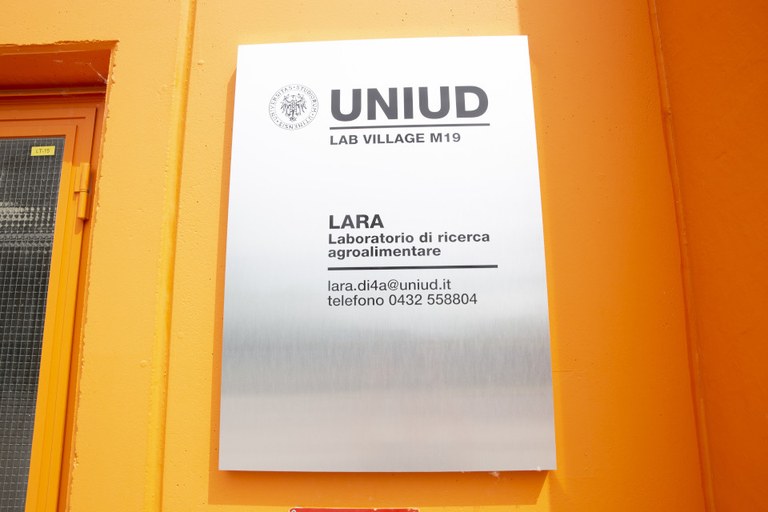 UNIUD
LAB VILLAGE M19
LARA
Laboratorio di ricerca
agroalimentare
lara.di4a@uniud.it
telefono 0432 558804